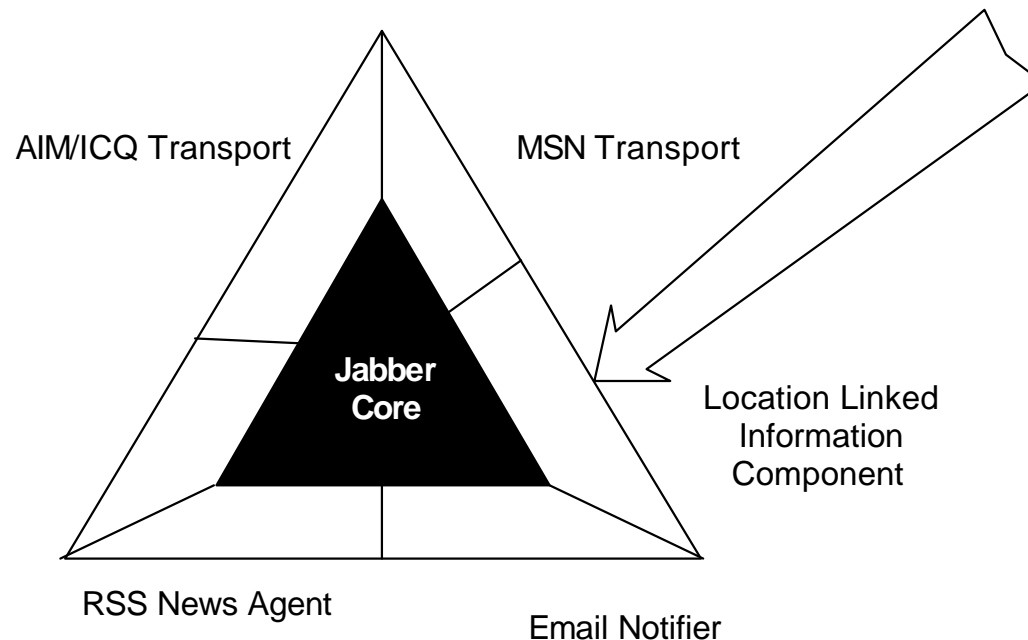 AIM/ICQ Transport
MSN Transport
Jabber
Core
Location Linked
Information
Component
RSS News Agent
Email Notifier